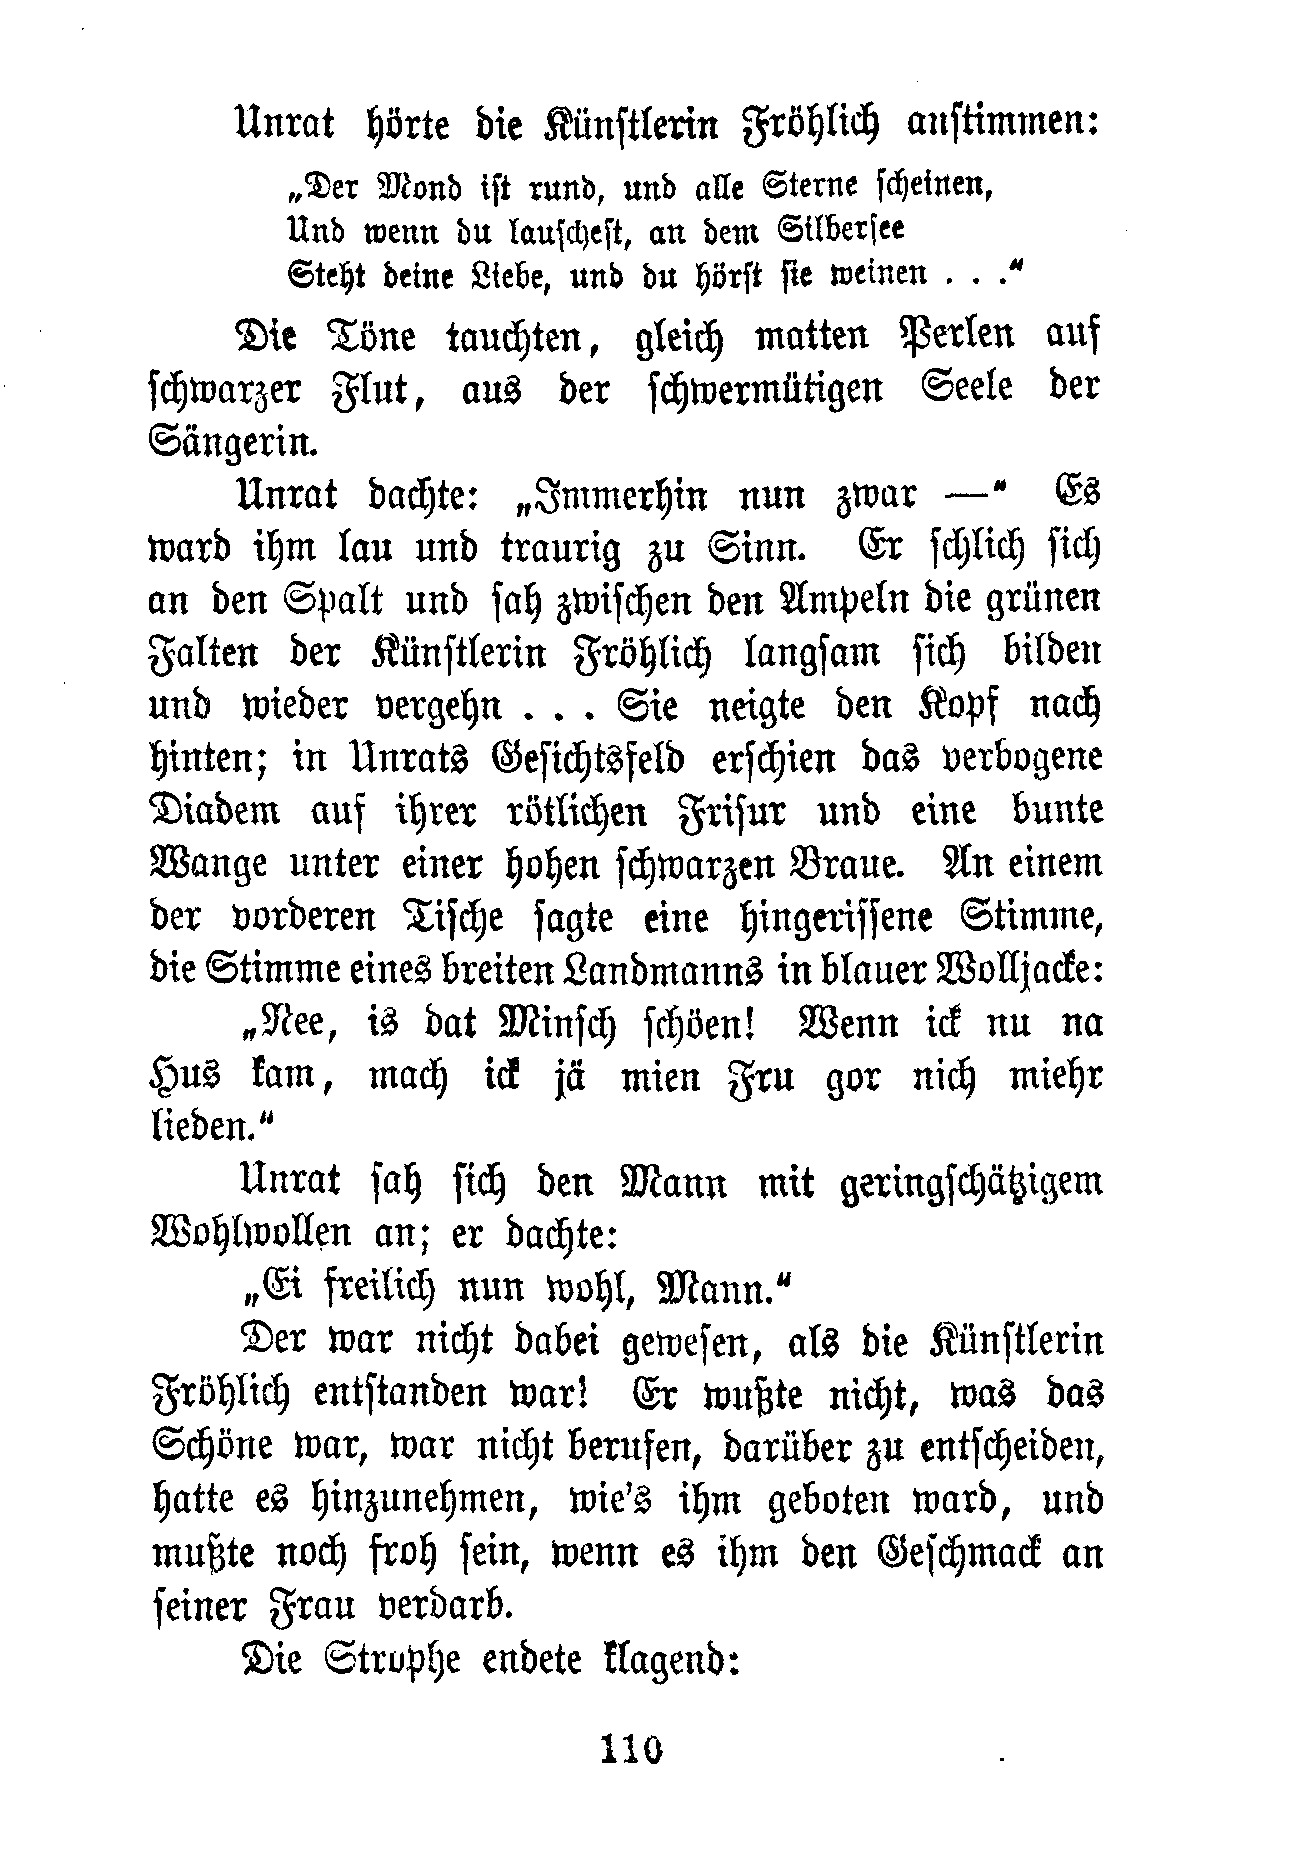 Unrat hörte die Künstlerin Fröhlich anstimmen:
„Der Mond ist rund, und alle Sterne scheinen,
Und wenn du lauschest, an dem Silbersee
Steht deine Liebe, und du hörst sie weinen . . .“
Die Töne tauchten, gleich matten Perlen auf
schwarzer Flut, aus der schwermütigen Seele der
Sängerin.
Unrat dachte: „Immerhin nun zwar —“ Es
ward ihm lau und traurig zu Sinn. Er schlich sich
an den Spalt und sah zwischen den Ampeln die grünen
Falten der Künstlerin Fröhlich langsam sich bilden
und wieder vergehn . . . Sie neigte den Kopf nach
hinten; in Unrats Gesichtsfeld erschien das verbogene
Diadem auf ihrer rötlichen Frisur und eine bunte
Wange unter einer hohen schwarzen Braue. An einem
der vorderen Tische sagte eine hingerissene Stimme,
die Stimme eines breiten Landmanns in blauer Wolljacke:
„Nee, is dat Minsch schöen! Wenn ick nu na
Hus kam, mach ick jä mien Fru gor nich miehr
lieden.“
Unrat sah sich den Mann mit geringschätzigem
Wohlwollen an; er dachte:
„Ei freilich nun wohl, Mann.“
Der war nicht dabei gewesen, als die Künstlerin
Fröhlich entstanden war! Er wußte nicht, was das
Schöne war, war nicht berufen, darüber zu entscheiden,
hatte es hinzunehmen, wie's ihm geboten ward, und
mußte noch froh sein, wenn es ihm den Geschmack an
seiner Frau verdarb.
Die Strophe endete klagend:
110